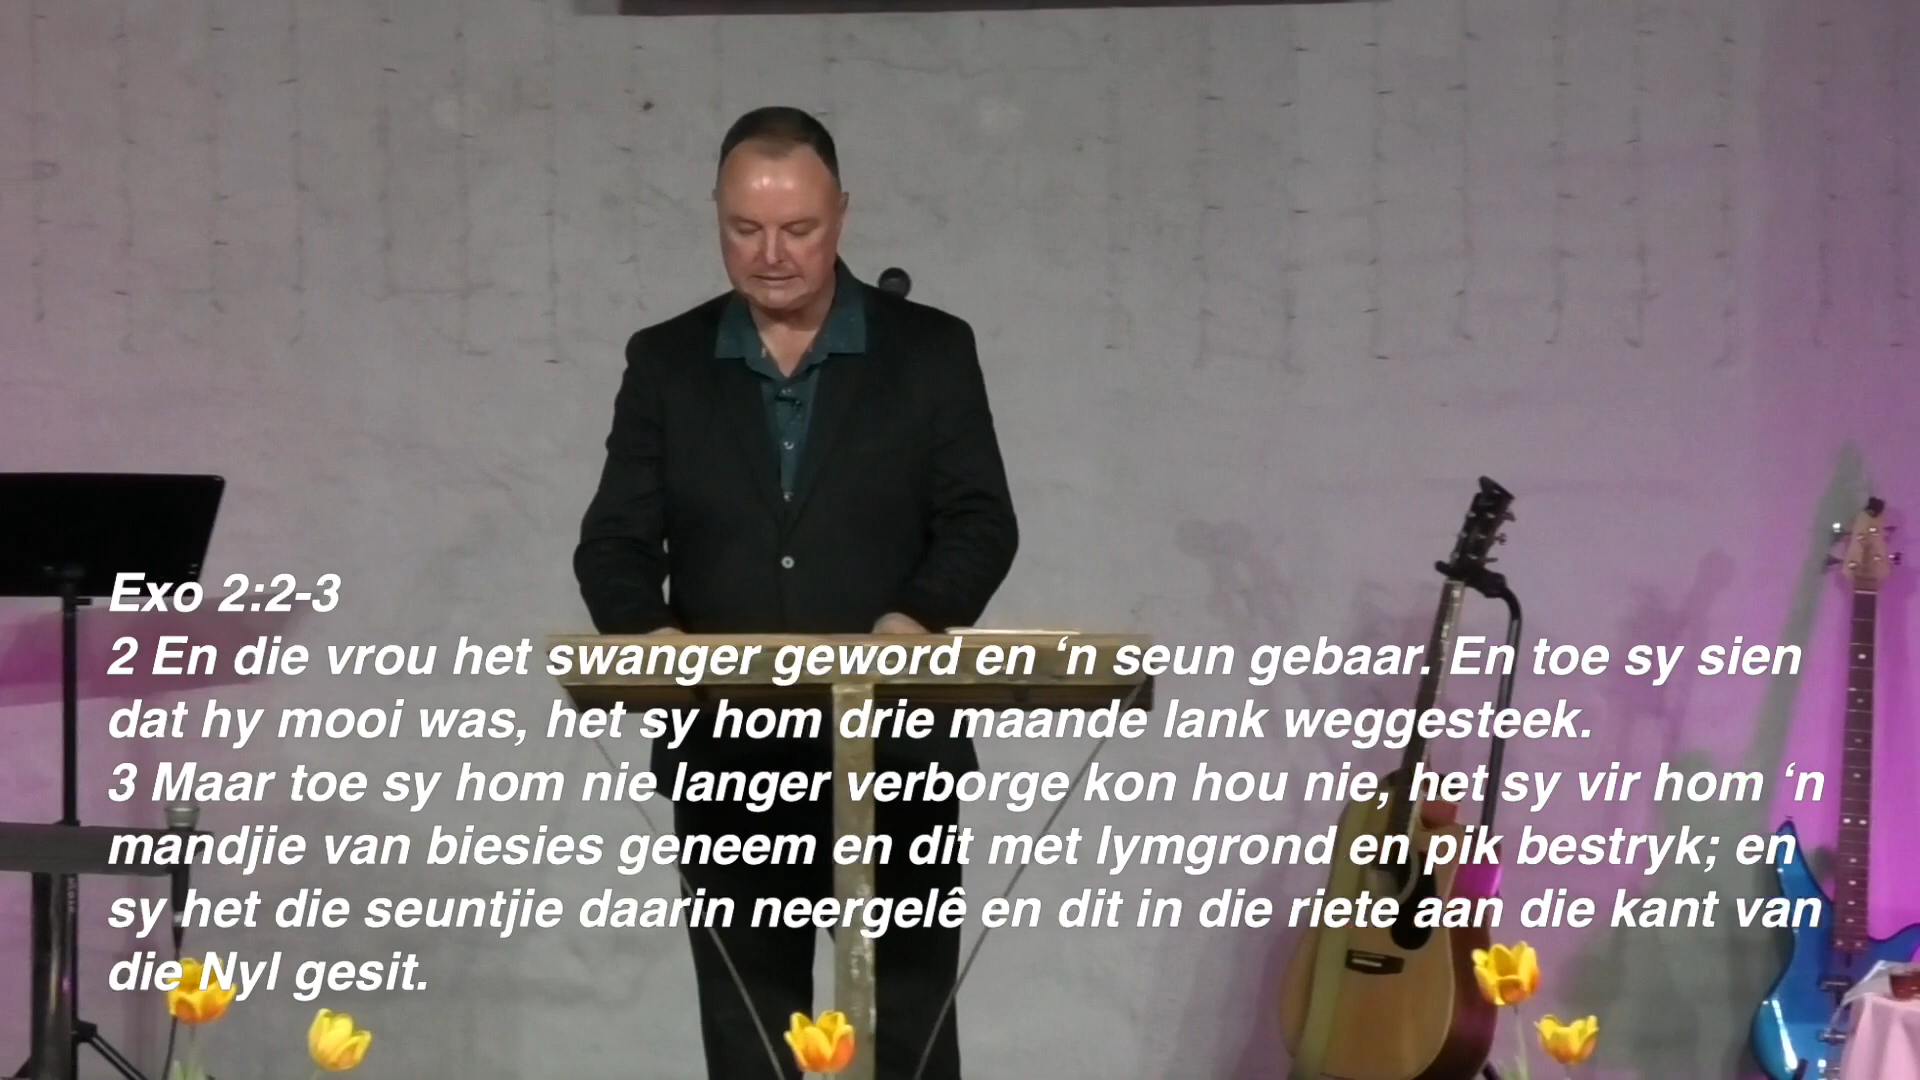 Exo 2:2-3
2 En die vrou het swanger geword en ‘n seun gebaar. En toe sy sien
dat hy mooi was, het sy hom drie maande lank weggesteek.
3 Maar toe sy hom nie langer verborge kon hou nie, het sy vir hom ‘n
mandjie van biesies geneem en dit met lymgrond en pik bestryk; en
sy het die seuntjie daarin neergelê en dit in die riete aan die kant van
die Nyl gesit.